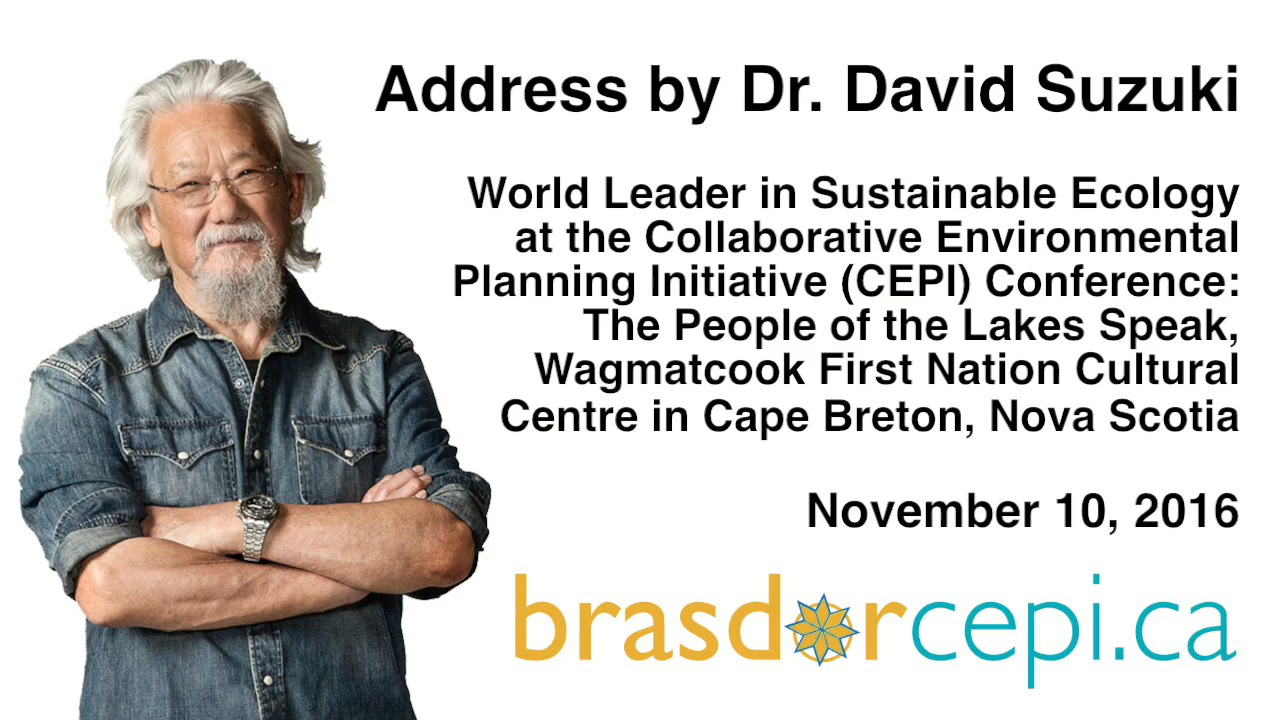 Address by Dr. David Suzuki
World Leader in Sustainable Ecology
at the Collaborative Environmental
Planning Initiative (CEPI) Conference:
The People of the Lakes Speak,
Wagmatcook First Nation Cultural
Centre in Cape Breton, Nova Scotia
November 10, 2016
brasdorcepi.ca